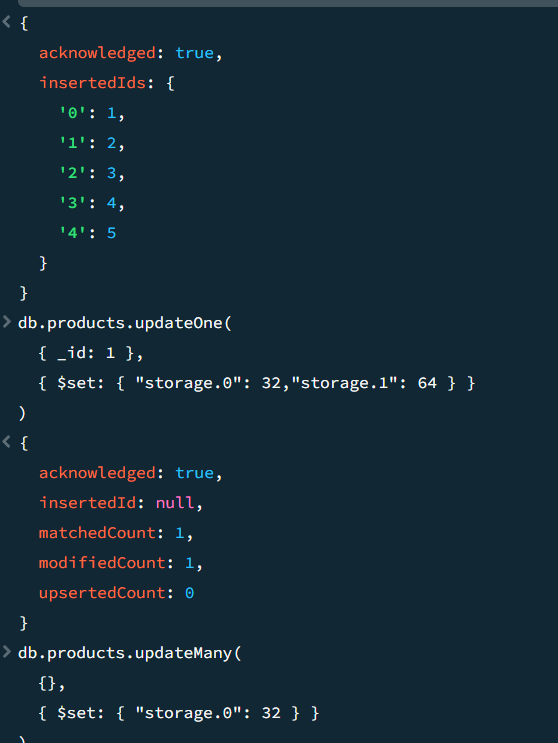 {
acknowledged: true,
insertedIds: {
'0': 1,
'1': 2,
'2': 3,
'3': 4,
'4': 5
}
}
db.products.updateOne(
{ _id: 1 },
{ $set: { "storage.0": 32,"storage.1": 64 } }
)
{
acknowledged: true,
insertedId: null,
matchedCount: 1,
modifiedCount: 1,
upsertedCount: 0
}
db.products.updateMany(
{},
{ $set: { "storage.0": 32 } }
)